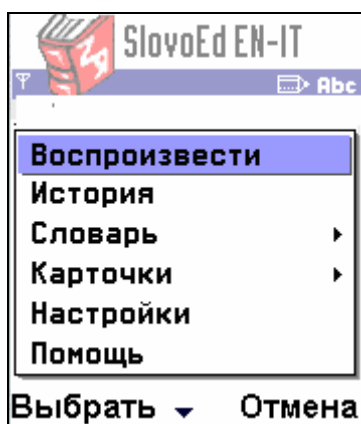 SlovoEd EN-IT
Abc
Воспроизвести
История
Словарь
Карточки
Настройки
Помощь
Выбрать Отмена